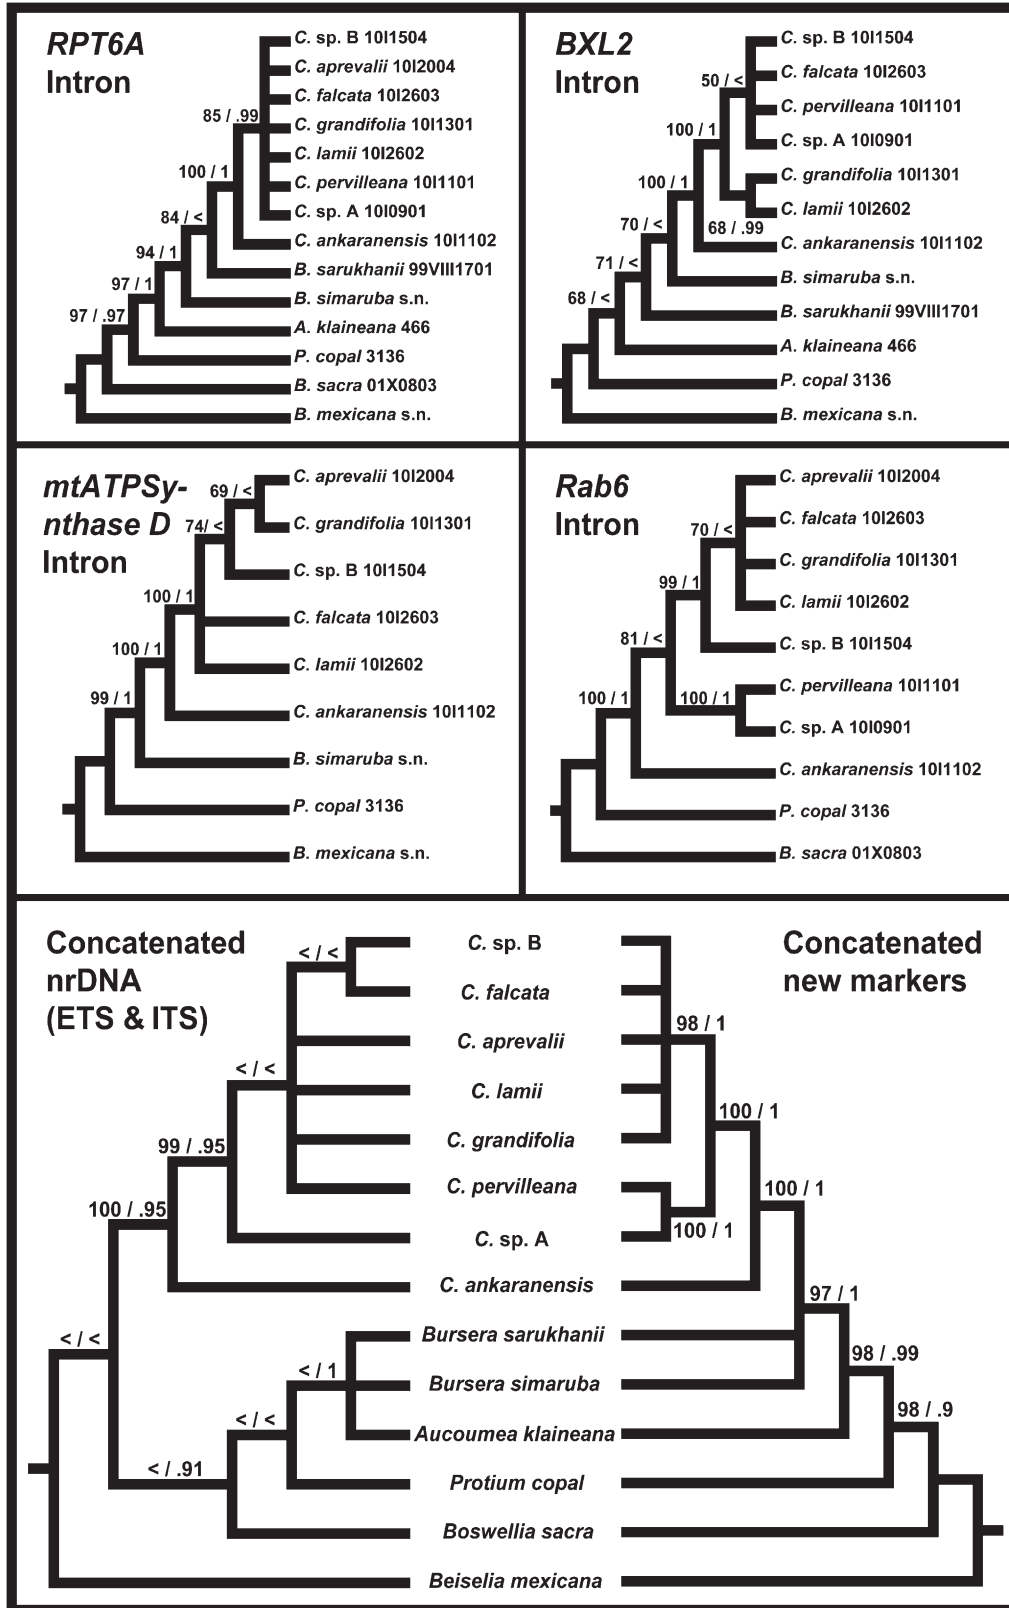 RPT6A
Intron
C. sp. B 10I1504
C. aprevalii 10I2004
C. falcata 10I2603
85 / .99
C. grandifolia 10I1301
C. lamii 10I2602
100 / 1
C. pervilleana 10I1101
84 / <
C. sp. A 10I0901
C. ankaranensis 10I1102
94 / 1
B. sarukhanii 99VIII1701
97 / 1
B. simaruba s.n.
97 / .97
A. klaineana 466
P. copal 3136
B. sacra 01X0803
B. mexicana s.n.
BXL2
Intron
C. sp. B 10I1504
50 / <
C. falcata 10I2603
C. pervilleana 10I1101
100 / 1
C. sp. A 10I0901
C. grandifolia 10I1301
100 / 1
C. lamii 10I2602
70 / <
68 / .99
C. ankaranensis 10I1102
71 / <
B. simaruba s.n.
68 / <
B. sarukhanii 99VIII1701
A. klaineana 466
P. copal 3136
B. mexicana s.n.
mtATPSy-
nthase D
Intron
C. aprevalii 10I2004
69 / <
C. grandifolia 10I1301
74/ <
C. sp. B 10I1504
100 / 1
C. falcata 10I2603
100 / 1
C. lamii 10I2602
99 / 1
C. ankaranensis 10I1102
B. simaruba s.n.
P. copal 3136
B. mexicana s.n.
Rab6
Intron
C. aprevalii 10I2004
C. falcata 10I2603
70 / <
C. grandifolia 10I1301
99 / 1
C. lamii 10I2602
81 / <
C. sp. B 10I1504
C. pervilleana 10I1101
100 / 1
100 / 1
C. sp. A 10I0901
C. ankaranensis 10I1102
P. copal 3136
B. sacra 01X0803
Concatenated
nrDNA
(ETS & ITS)
Concatenated
new markers
< / <
C. sp. B
C. falcata
98 / 1
C. aprevalii
< / <
C. lamii
100 / 1
99 / .95
C. grandifolia
C. pervilleana
100 / 1
100 / .95
C. sp. A
100 / 1
C. ankaranensis
97 / 1
< / <
Bursera sarukhanii
98 / .99
< / 1
Bursera simaruba
98 / .9
< / <
Aucoumea klaineana
< / .91
Protium copal
Boswellia sacra
Beiselia mexicana